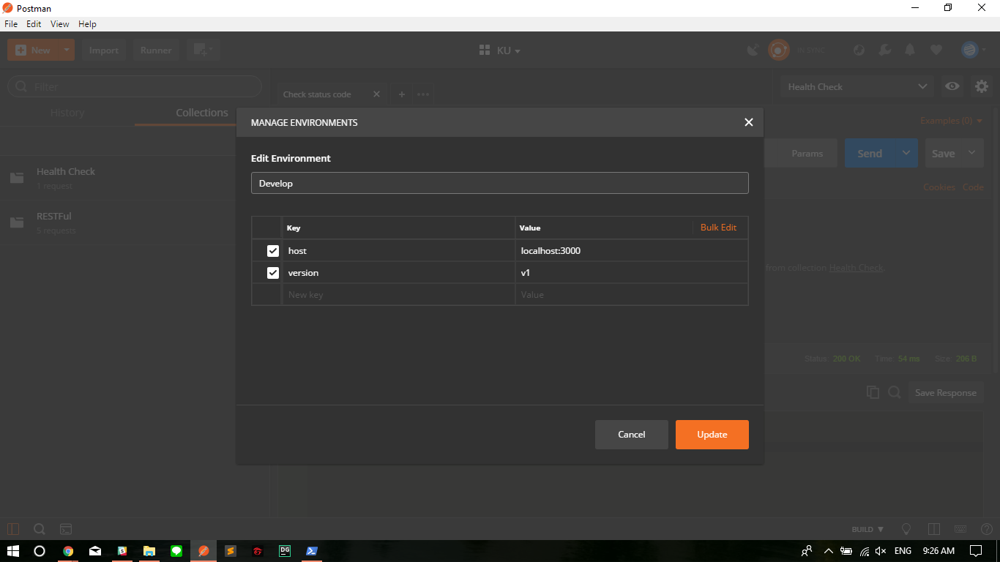 Postman
File Edit View Help
New Import Runner KU IN SYNC
Filter
Check status code
Health Check
History Collections
MANAGE ENVIRONMENTS
Examples (0)
Edit Environment
Params Send Save
Develop
Health Check
1 request
Cookies Code
RESTFul
5 requests
Key Value Bulk Edit
host localhost:3000
version v1
from collection Health Check.
New key Value
Status: 200 OK Time: 54 ms Size: 206 B
Save Response
Cancel Update
BUILD
DG
ENG 9:26 AM